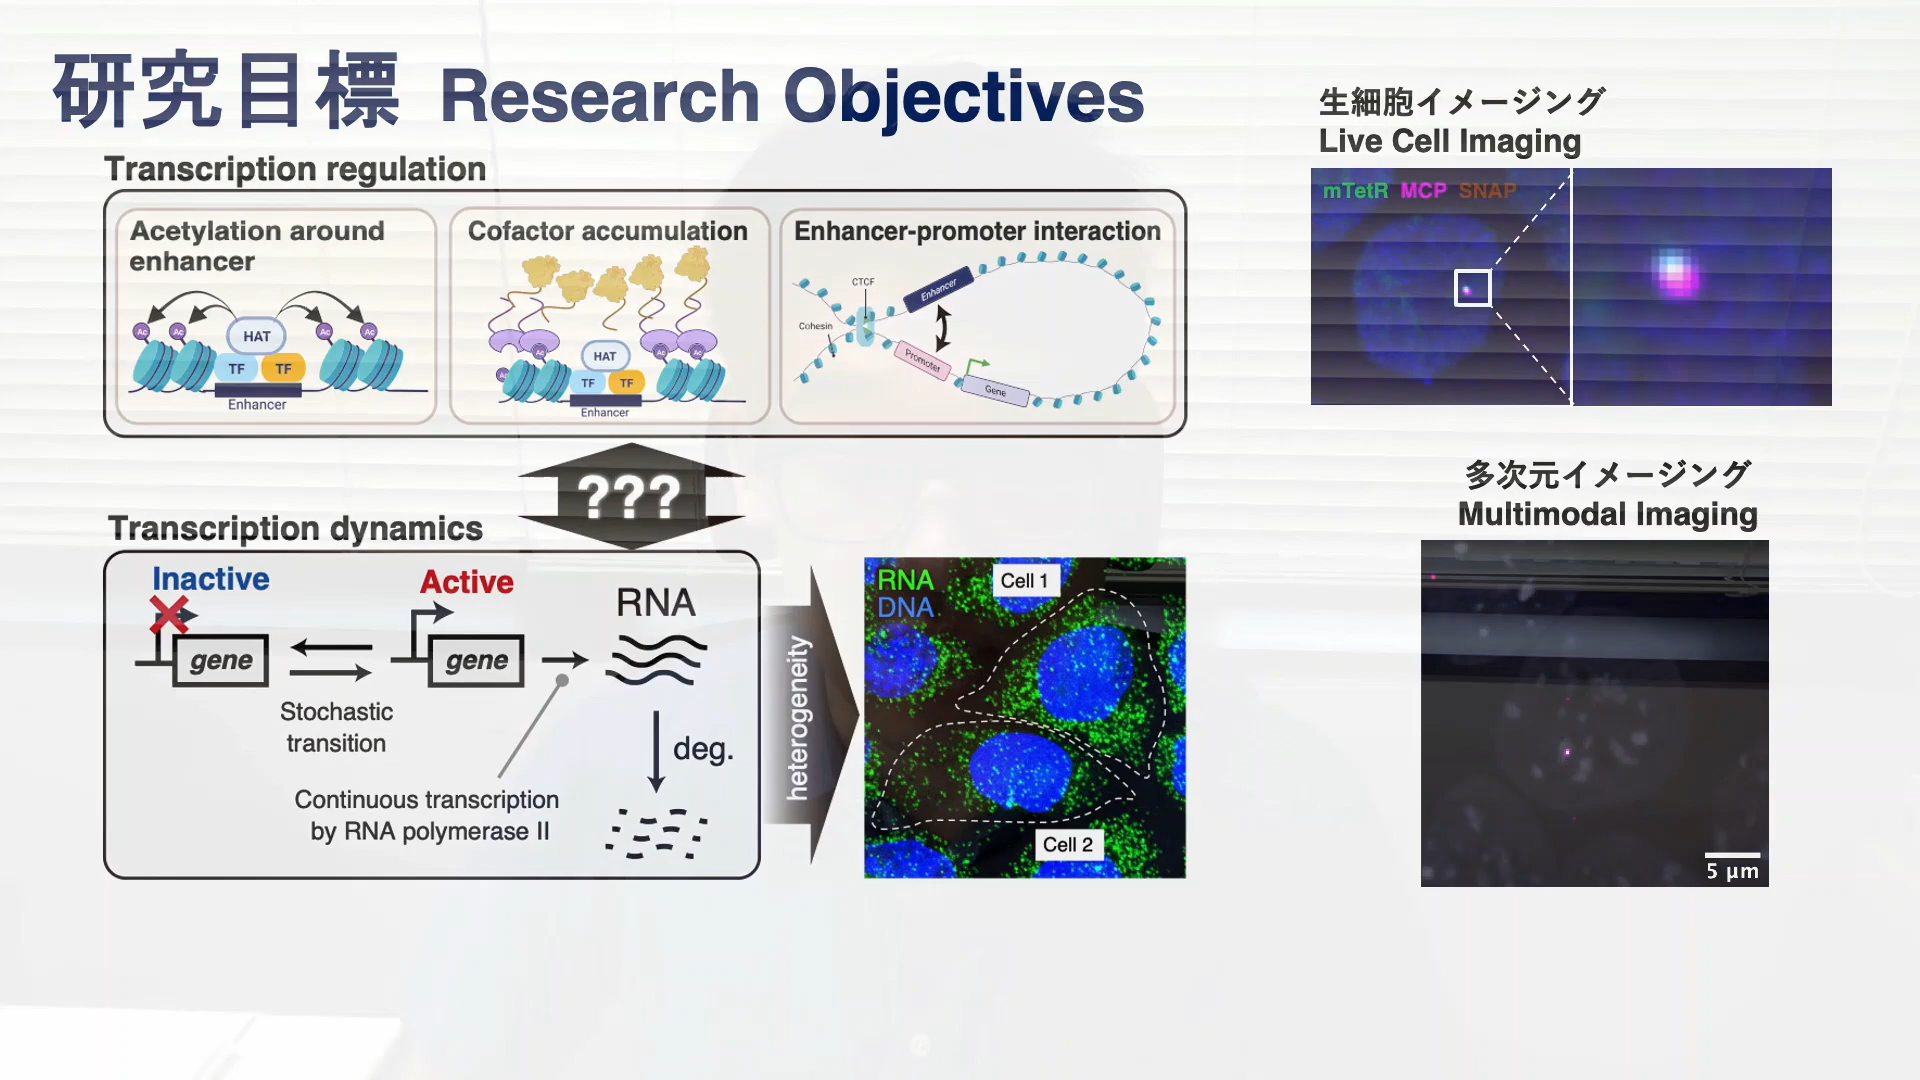 研究目標 Research Objectives
Transcription regulation
Acetylation around
enhancer
Ac
Ac
Ac
Ac
HAT
TF
TF
Enhancer
Cofactor accumulation
Ac
Ac
Ac
Ac
HAT
TF
TF
Enhancer
Enhancer-promoter interaction
CTCF
Cohesin
Enhancer
Promoter
Gene
???
Transcription dynamics
Inactive
gene
Active
gene
RNA
Stochastic
transition
deg.
Continuous transcription
by RNA polymerase II
heterogeneity
RNA
DNA
Cell 1
Cell 2
生細胞イメージング
Live Cell Imaging
mTetR MCP SNAP
多次元イメージング
Multimodal Imaging
5 µm